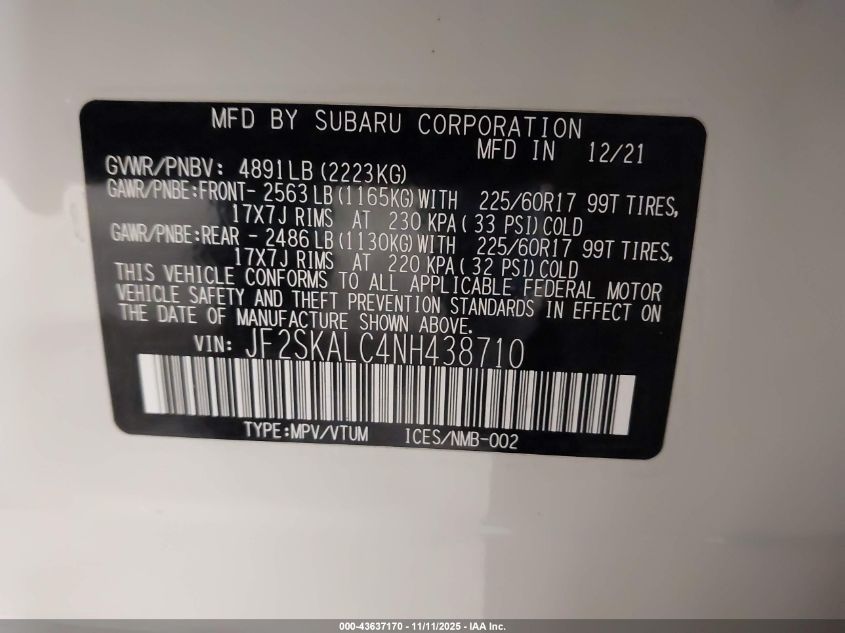 MFD BY SUBARU CORPORATION
MFD IN 12/21
GVWR/PNBV: 4891LB (2223KG)
GAWR/PNBE:FRONT- 2563 LB (1165KG)WITH 225/60R17 99T TIRES,
17X7J RIMS AT 230 KPA( 33 PSI)COLD
GAWR/PNBE:REAR - 2486 LB(1130KG)WITH 225/60R17 99T TIRES,
17X7J RIMS AT 220 KPA( 32 PSI)COLD
THIS VEHICLE CONFORMS TO ALL APPLICABLE FEDERAL MOTOR
VEHICLE SAFETY AND THEFT PREVENTION STANDARDS IN EFFECT ON
THE DATE OF MANUFACTURE SHOWN ABOVE.
VIN: JF2SKALC4NH438710
TYPE:MPV/VTUM ICES/NMB-002
000-43637170 - 11/11/2025 - IAA Inc.